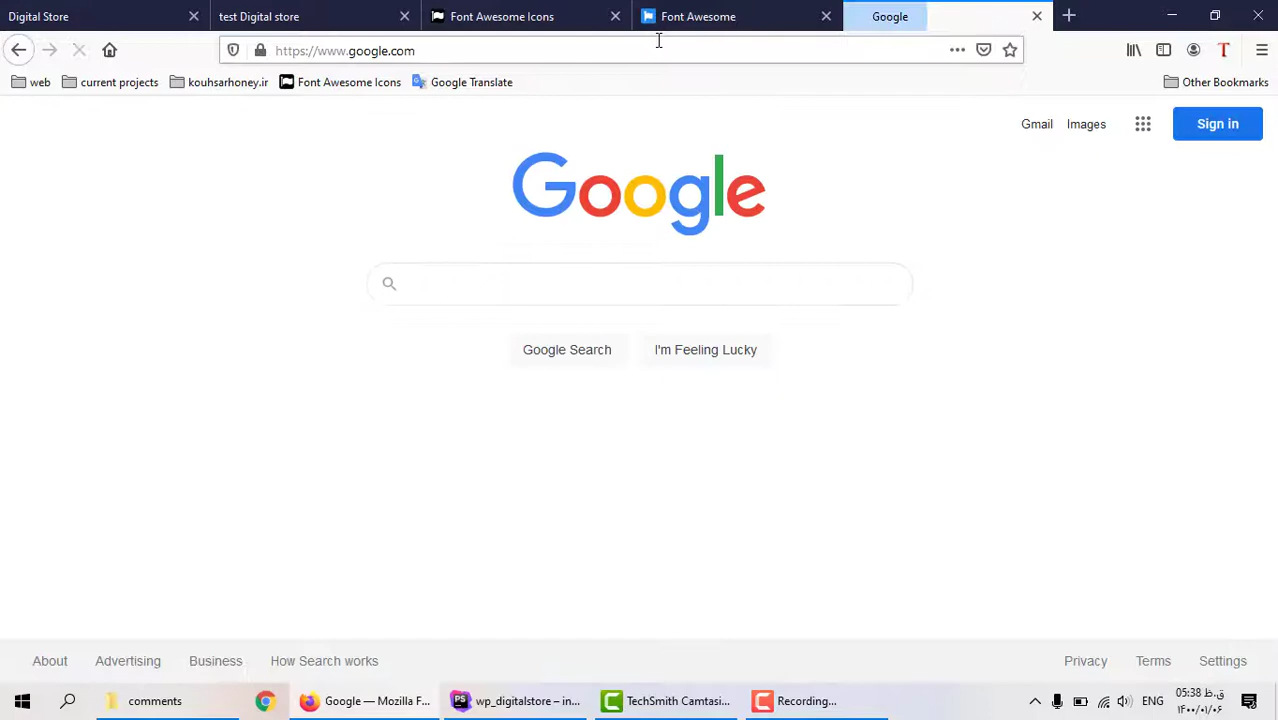 Digital Store
test Digital store
Font Awesome Icons
Font Awesome
Google
https://www.google.com
web
current projects
kouhsarhoney.ir
Font Awesome Icons
Google Translate
Other Bookmarks
Gmail
Images
Sign in
Google
Google Search
I'm Feeling Lucky
About
Advertising
Business
How Search works
Privacy
Terms
Settings
comments
Google — Mozilla F...
PS
wp_digitalstore – in...
TechSmith Camtasi...
Recording...
ENG
05:38 ق.ظ
۱۴۰۰/۰۱/۰۶